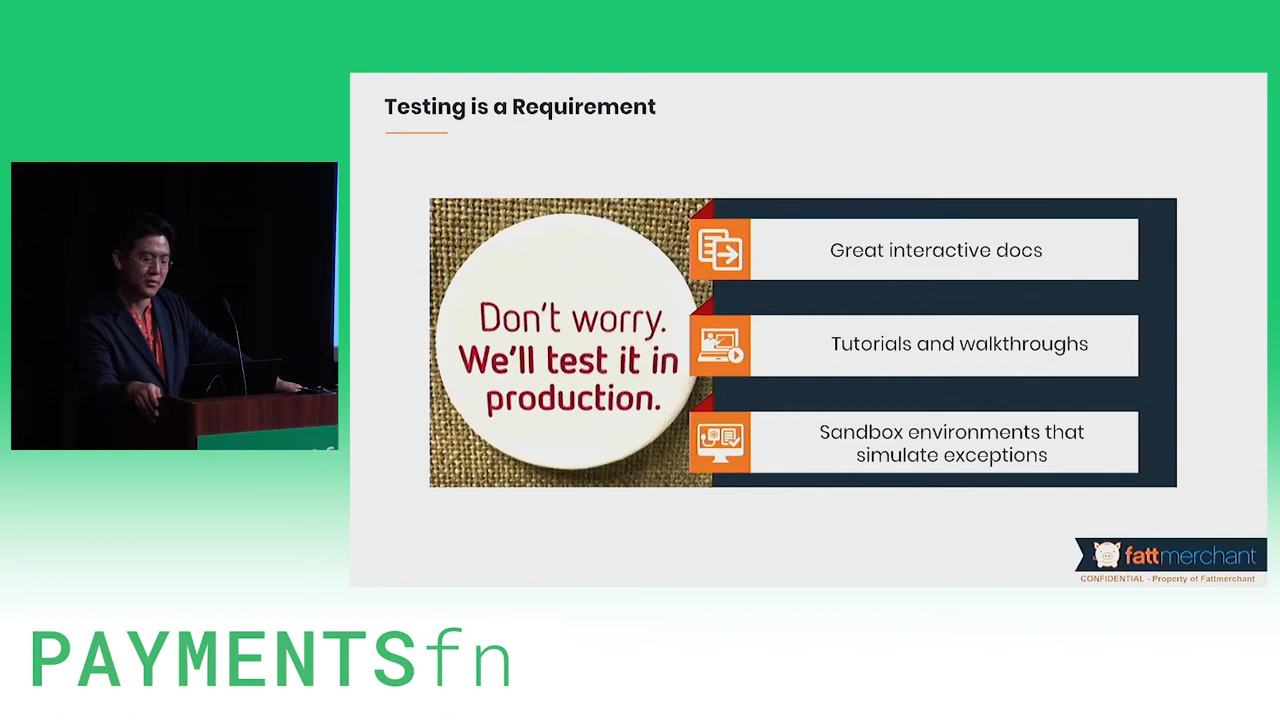 Testing is a Requirement
Don't worry.
We'll test it in
production.
Great interactive docs
Tutorials and walkthroughs
Sandbox environments that
simulate exceptions
fattmerchant
CONFIDENTIAL - Property of Fattmerchant
PAYMENTSfn